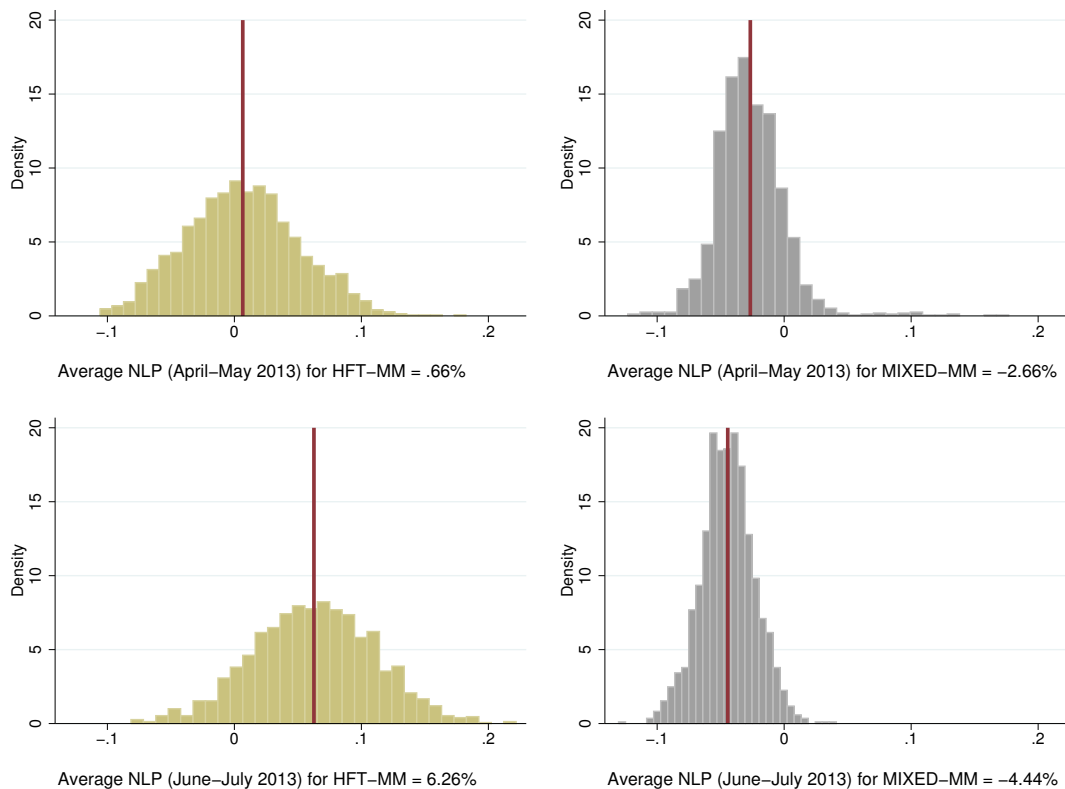 20
15
10
5
0
Density
−.1 0 .1 .2
Average NLP (April−May 2013) for HFT−MM = .66%
20
15
10
5
0
Density
−.1 0 .1 .2
Average NLP (April−May 2013) for MIXED−MM = −2.66%
20
15
10
5
0
Density
−.1 0 .1 .2
Average NLP (June−July 2013) for HFT−MM = 6.26%
20
15
10
5
0
Density
−.1 0 .1 .2
Average NLP (June−July 2013) for MIXED−MM = −4.44%